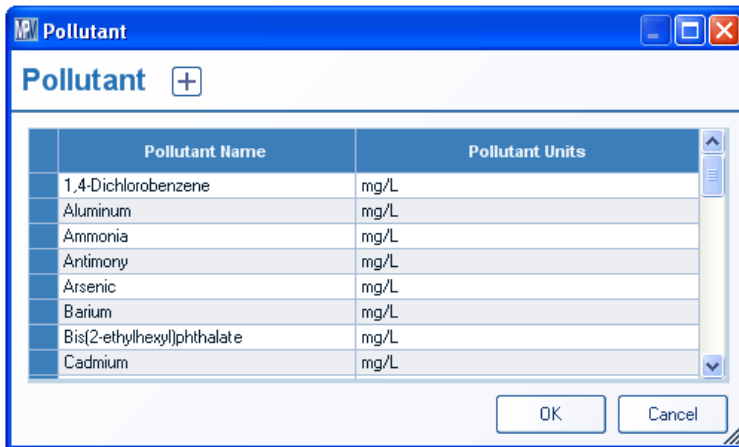 MPV Pollutant
Pollutant
Pollutant Name Pollutant Units
1,4-Dichlorobenzene mg/L
Aluminum mg/L
Ammonia mg/L
Antimony mg/L
Arsenic mg/L
Barium mg/L
Bis(2-ethylhexyl)phthalate mg/L
Cadmium mg/L
OK Cancel